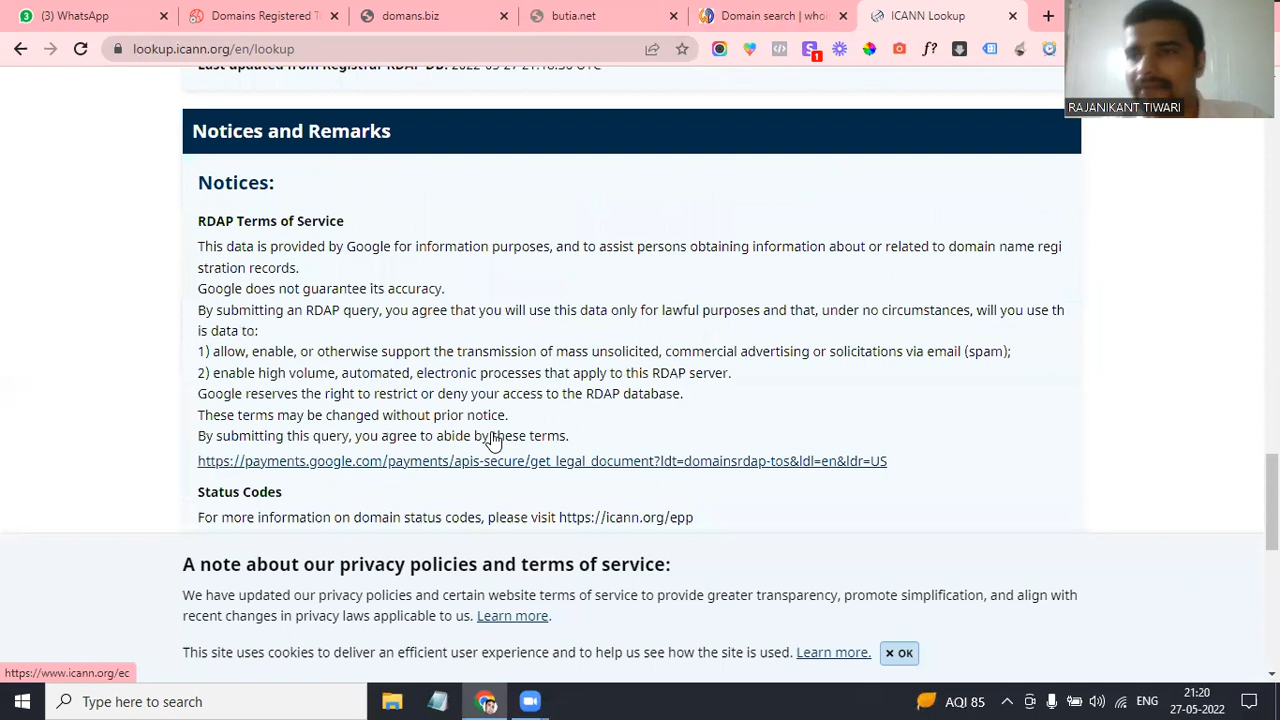 (3) WhatsApp
Domains Registered T
domans.biz
butia.net
Domain search | whoi
ICANN Lookup
lookup.icann.org/en/lookup
1
f?
RAJANIKANT TIWARI
Notices and Remarks
Notices:
RDAP Terms of Service
This data is provided by Google for information purposes, and to assist persons obtaining information about or related to domain name regi
stration records.
Google does not guarantee its accuracy.
By submitting an RDAP query, you agree that you will use this data only for lawful purposes and that, under no circumstances, will you use th
is data to:
1) allow, enable, or otherwise support the transmission of mass unsolicited, commercial advertising or solicitations via email (spam);
2) enable high volume, automated, electronic processes that apply to this RDAP server.
Google reserves the right to restrict or deny your access to the RDAP database.
These terms may be changed without prior notice.
By submitting this query, you agree to abide by these terms.
https://payments.google.com/payments/apis-secure/get_legal_document?ldt=domainsrdap-tos&ldl=en&ldr=US
Status Codes
For more information on domain status codes, please visit https://icann.org/epp
A note about our privacy policies and terms of service:
We have updated our privacy policies and certain website terms of service to provide greater transparency, promote simplification, and align with
recent changes in privacy laws applicable to us. Learn more.
This site uses cookies to deliver an efficient user experience and to help us see how the site is used. Learn more.
× OK
https://www.icann.org/ec
Type here to search
AQI 85
ENG
21:20
27-05-2022